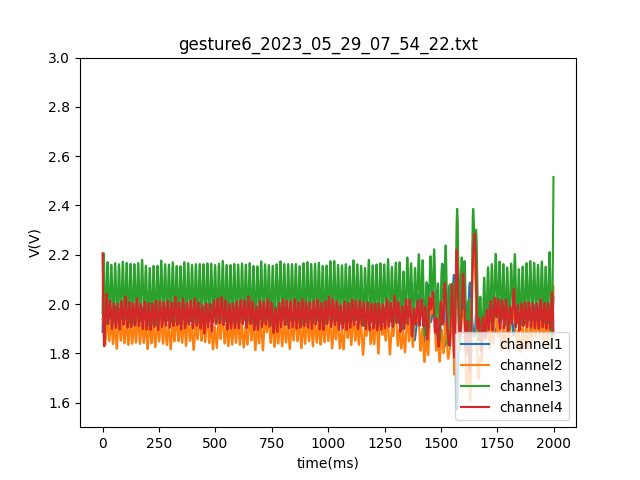 gesture6_2023_05_29_07_54_22.txt
3.0
2.8
2.6
2.4
2.2
2.0
1.8
1.6
V(V)
channel1
channel2
channel3
channel4
0 250 500 750 1000 1250 1500 1750 2000
time(ms)